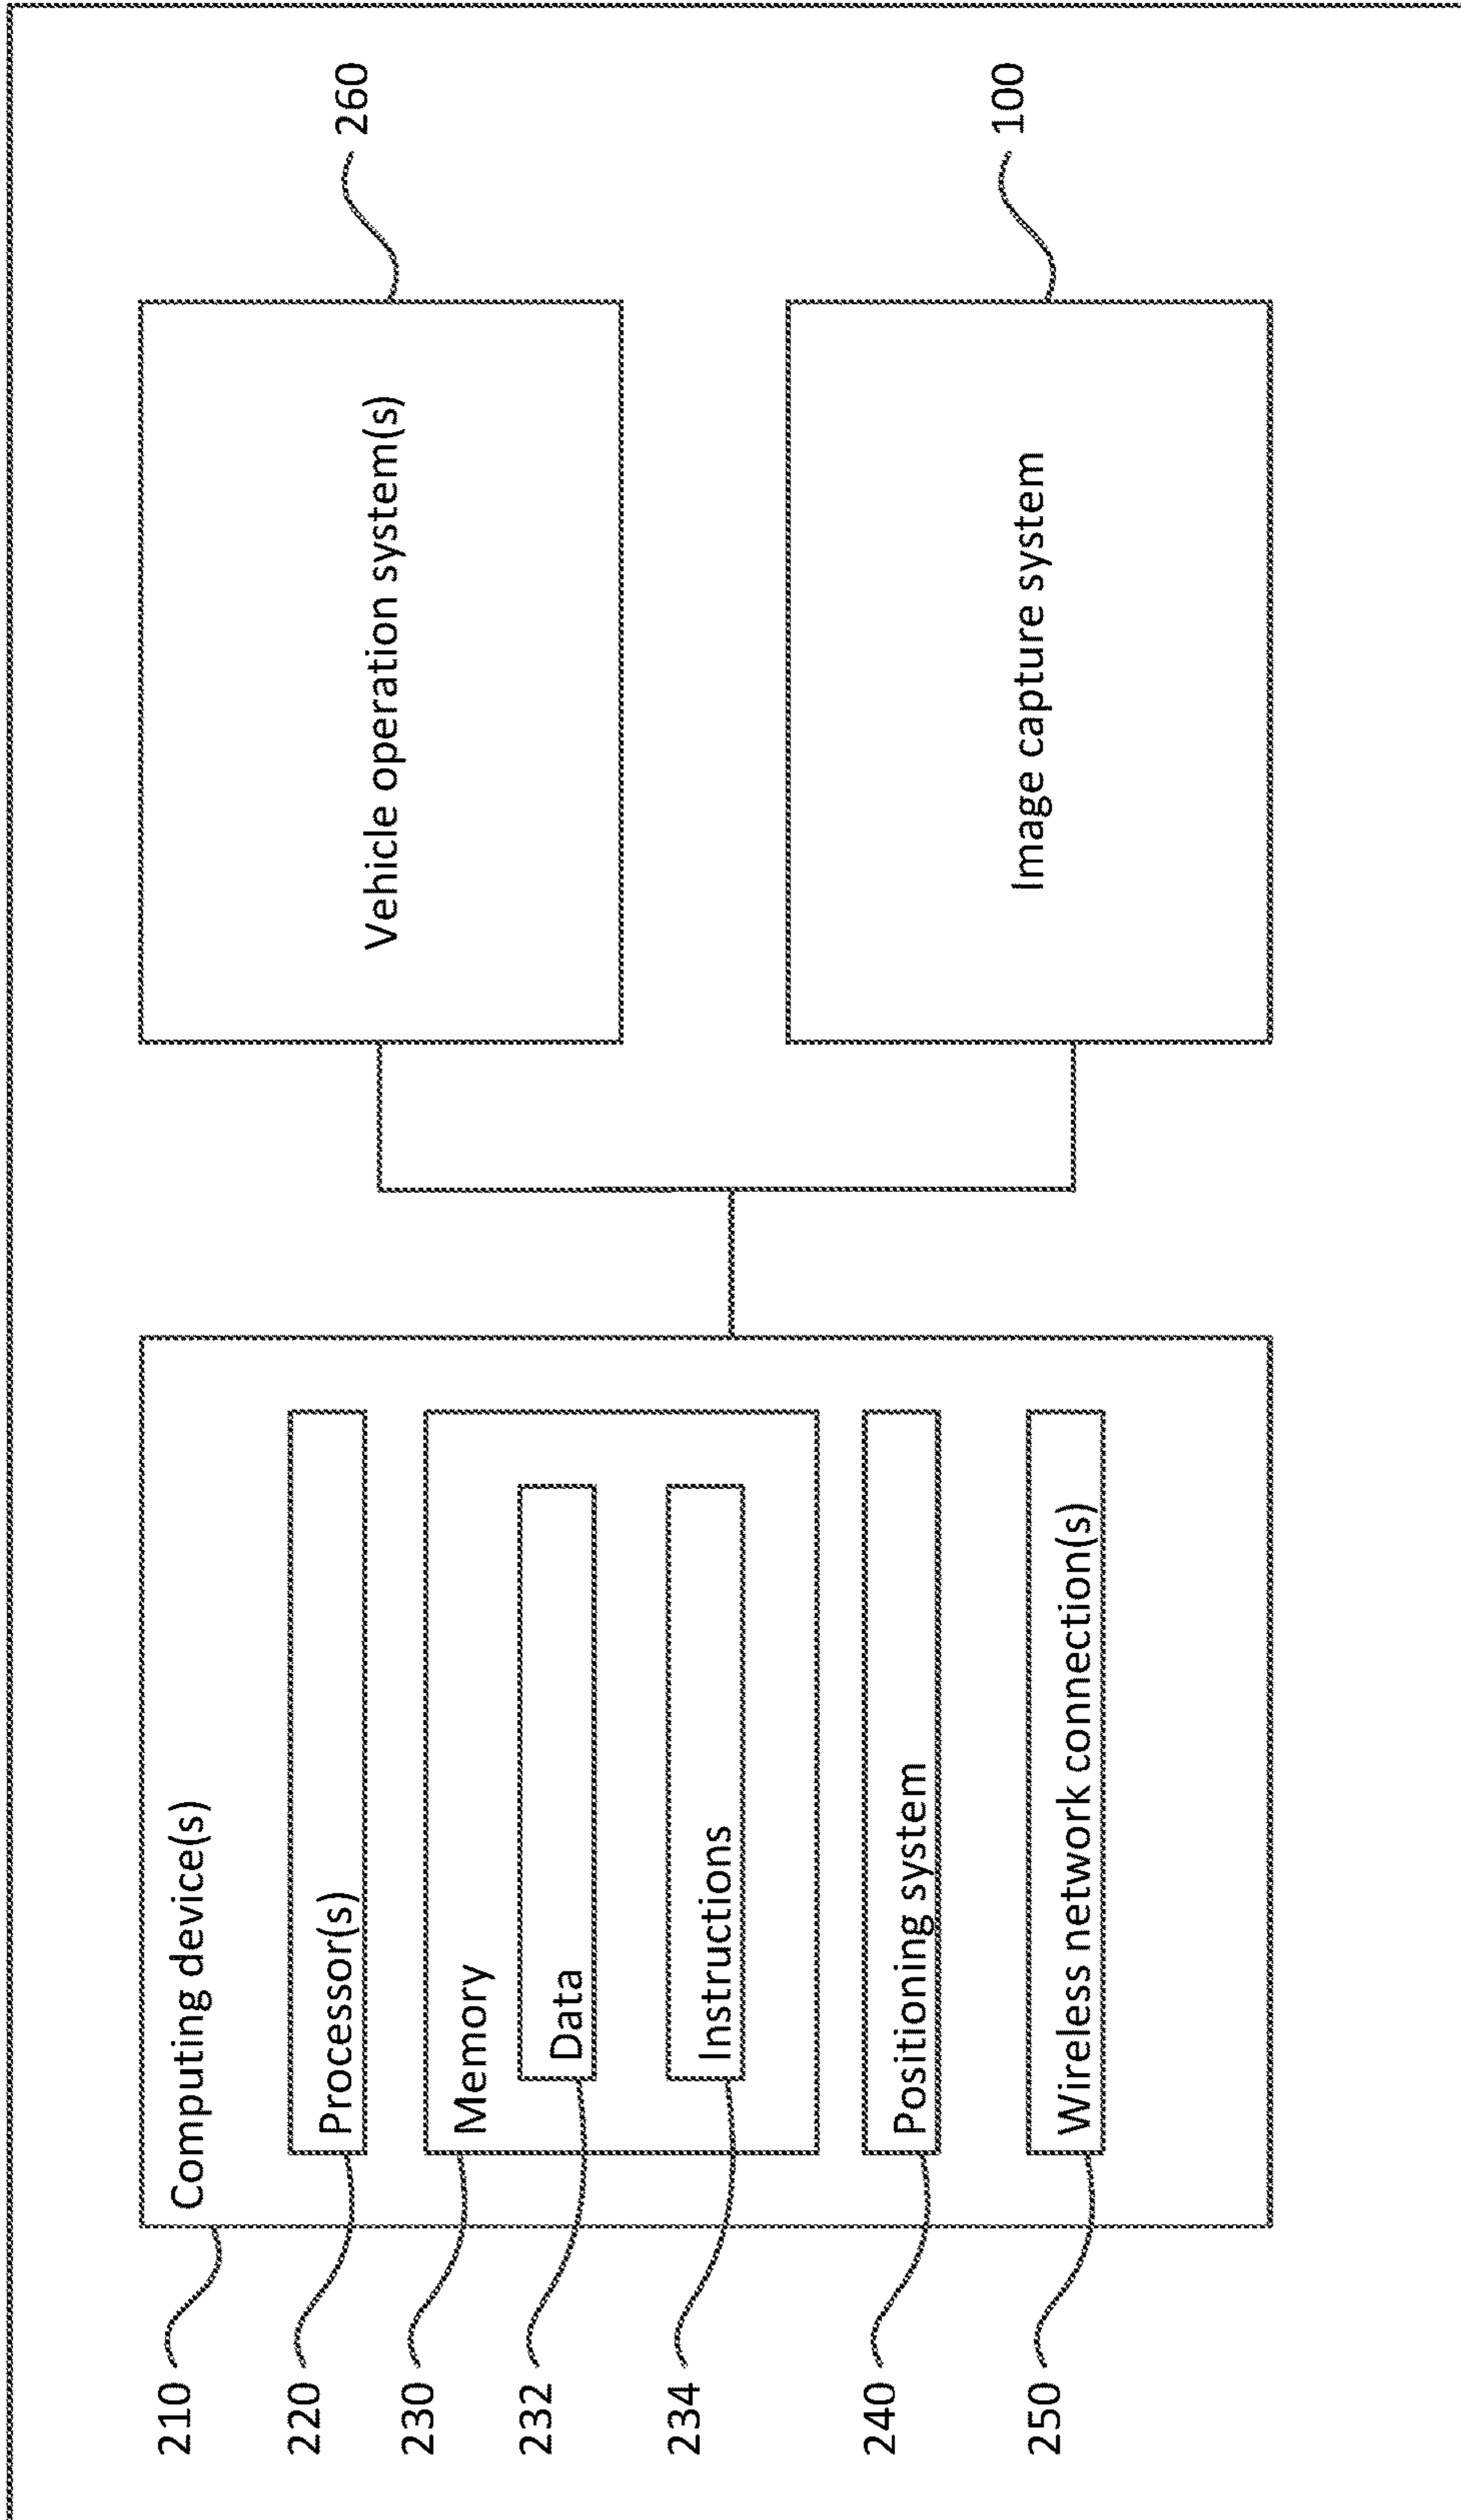 210
Computing device(s)
220
Processor(s)
230
Memory
232
Data
234
Instructions
240
Positioning system
250
Wireless network connection(s)
Vehicle operation system(s)
260
Image capture system
100